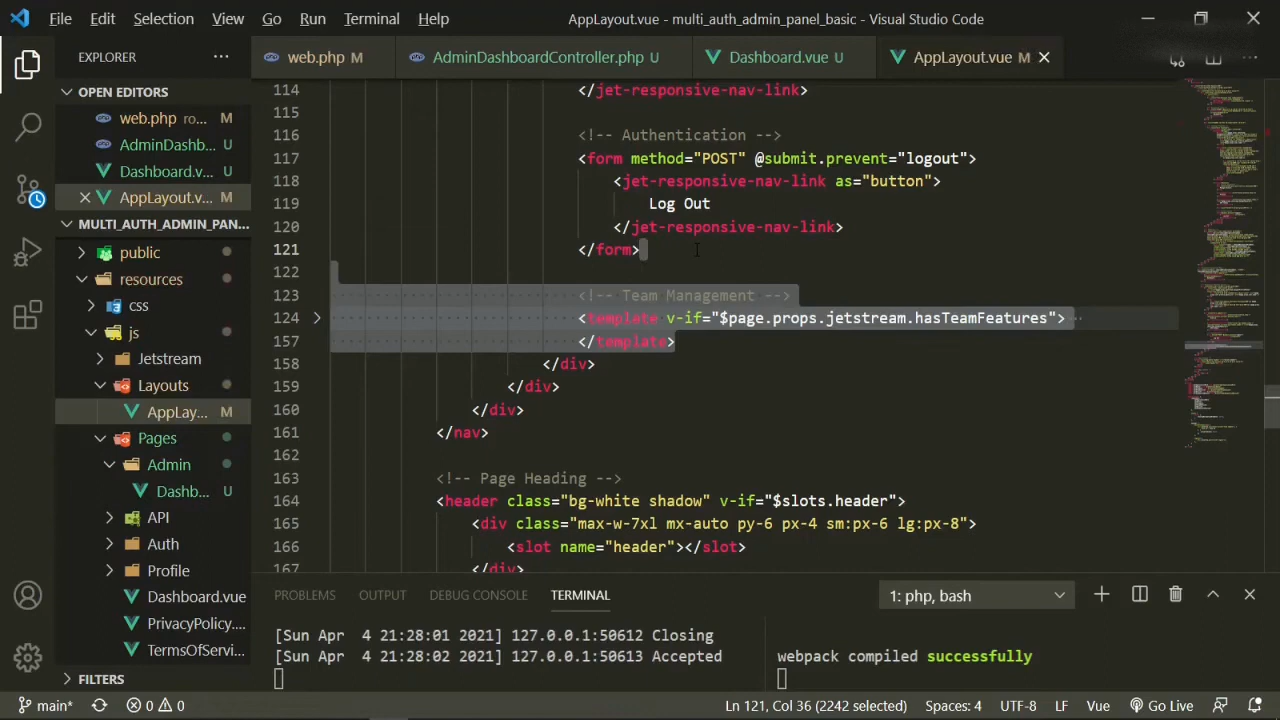 File Edit Selection View Go Run Terminal Help AppLayout.vue - multi_auth_admin_panel_basic - Visual Studio Code
EXPLORER ...
web.php M AdminDashboardController.php U Dashboard.vue U AppLayout.vue M
OPEN EDITORS
web.php ro... M
AdminDashb... U
Dashboard.v... U
AppLayout.v... M
MULTI_AUTH_ADMIN_PAN...
public
resources
css
js
Jetstream
Layouts
AppLay... M
Pages
Admin
Dashb... U
API
Auth
Profile
Dashboard.vue
PrivacyPolicy....
TermsOfServi...
FILES
114 </jet-responsive-nav-link>
115
116 <!-- Authentication -->
117 <form method="POST" @submit.prevent="logout">
118 <jet-responsive-nav-link as="button">
119 Log Out
120 </jet-responsive-nav-link>
121 </form>
122
123 <!-- Team Management -->
124 <template v-if="$page.props.jetstream.hasTeamFeatures">...
157 </template>
158 </div>
159 </div>
160 </div>
161 </nav>
162
163 <!-- Page Heading -->
164 <header class="bg-white shadow" v-if="$slots.header">
165 <div class="max-w-7xl mx-auto py-6 px-4 sm:px-6 lg:px-8">
166 <slot name="header"></slot>
167 </div>
PROBLEMS OUTPUT DEBUG CONSOLE TERMINAL 1: php, bash
[Sun Apr 4 21:28:01 2021] 127.0.0.1:50612 Closing
[Sun Apr 4 21:28:02 2021] 127.0.0.1:50613 Accepted
webpack compiled successfully
main* 0 0 Ln 121, Col 36 (2242 selected) Spaces: 4 UTF-8 LF Vue Go Live